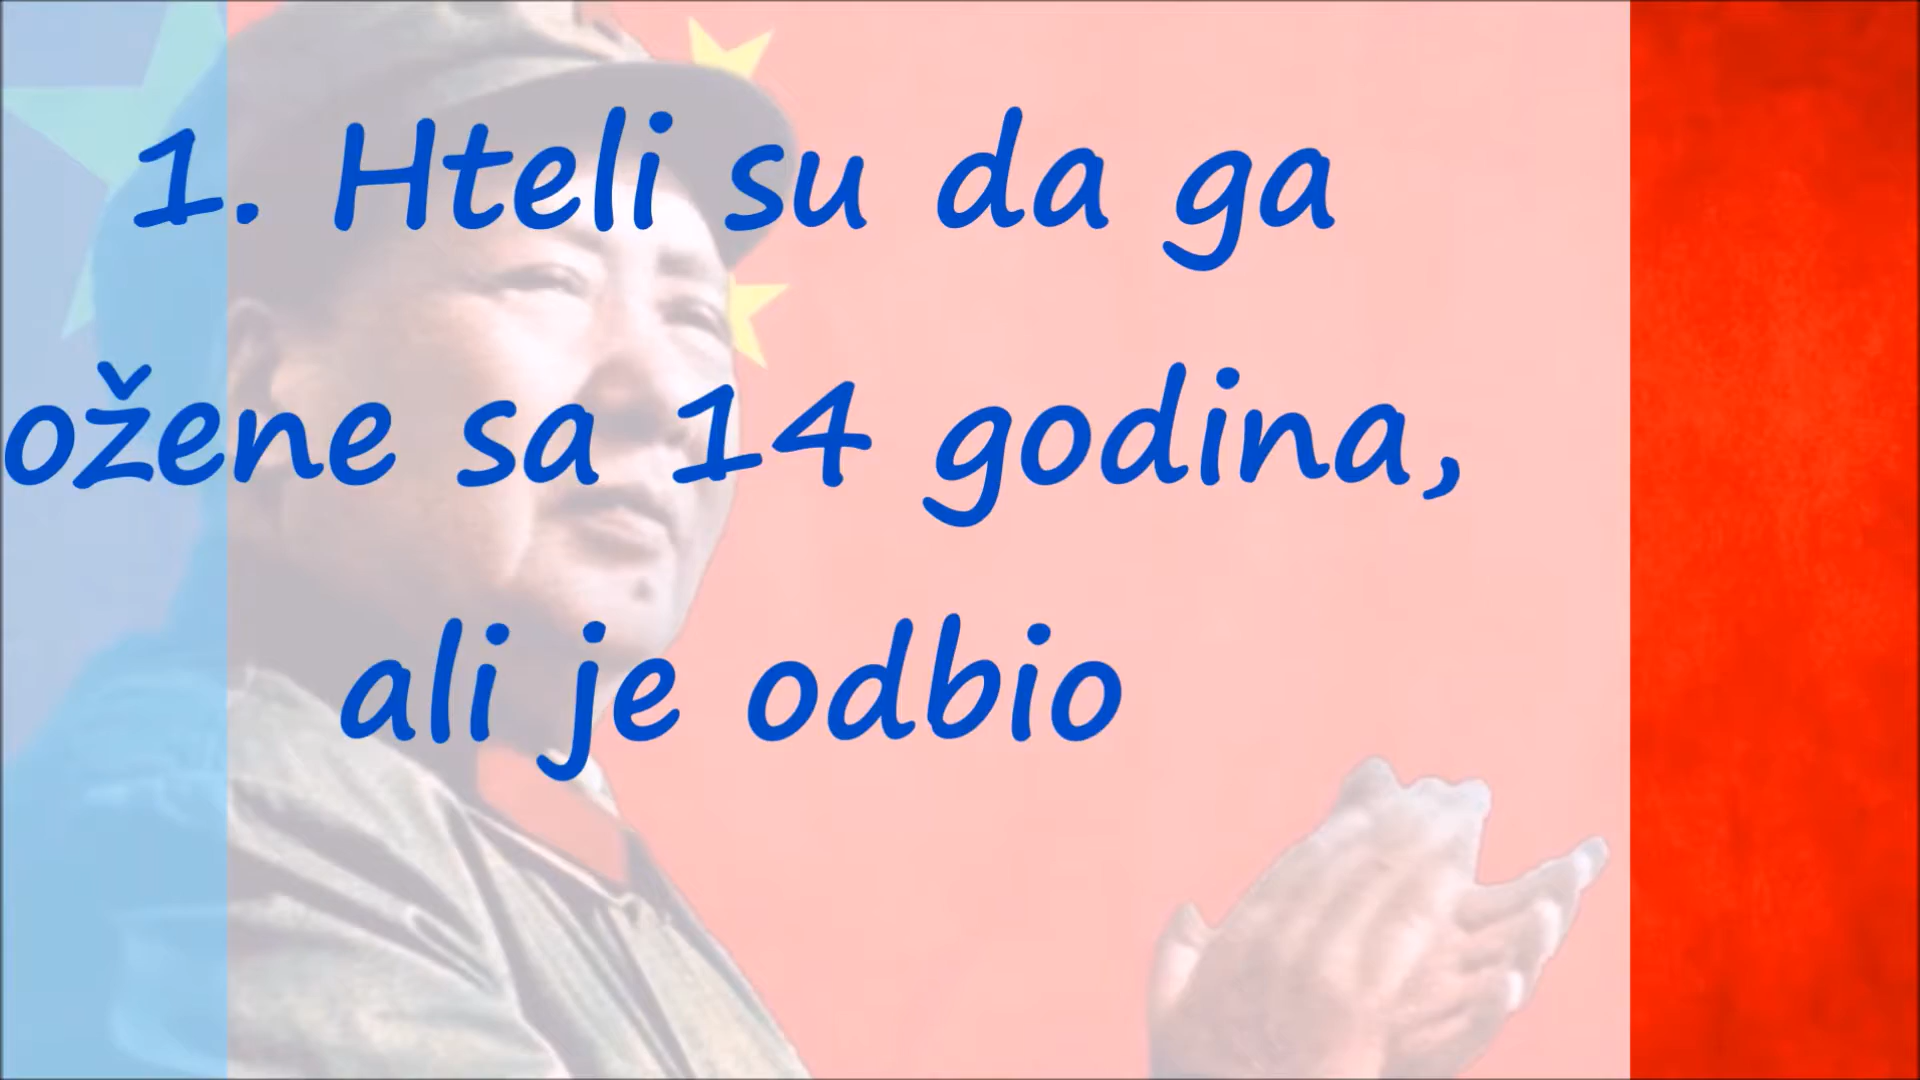 1. Hteli su da ga
ožene sa 14 godina,
ali je odbio